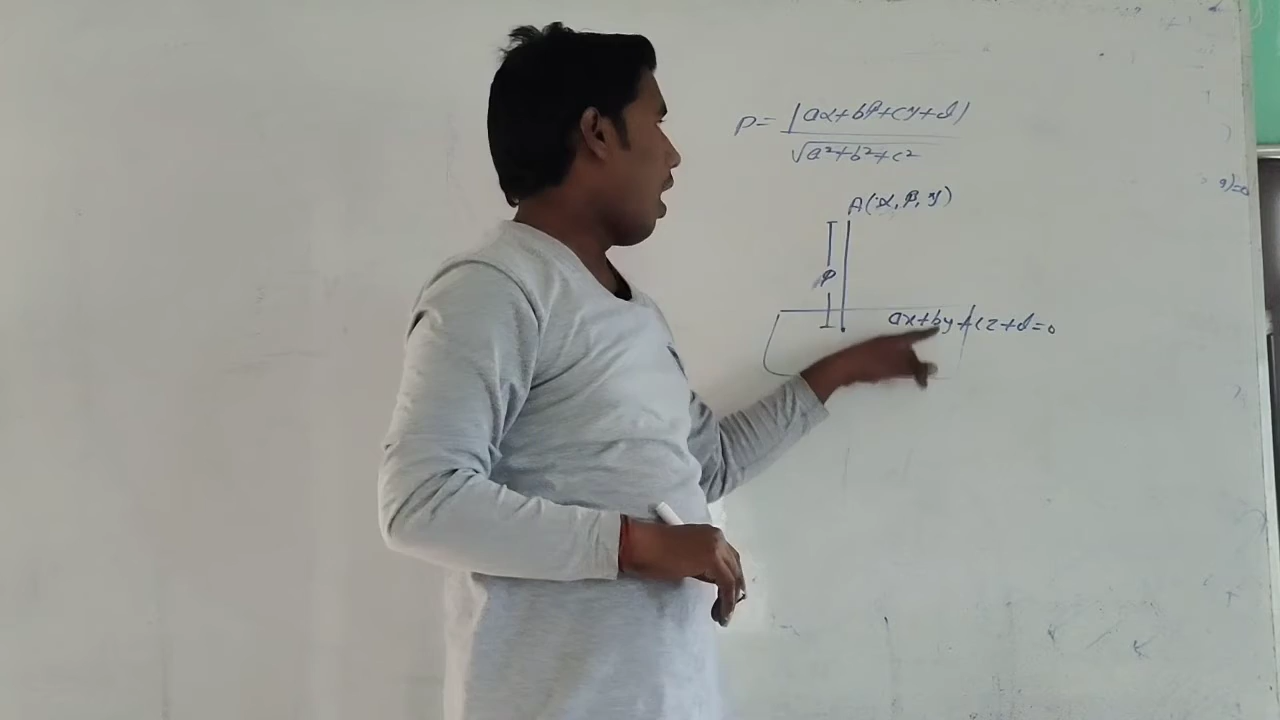 P = |aα+bβ+cγ+d|
√a²+b²+c²
A(α, β, γ)
P
ax+by+cz+d=0